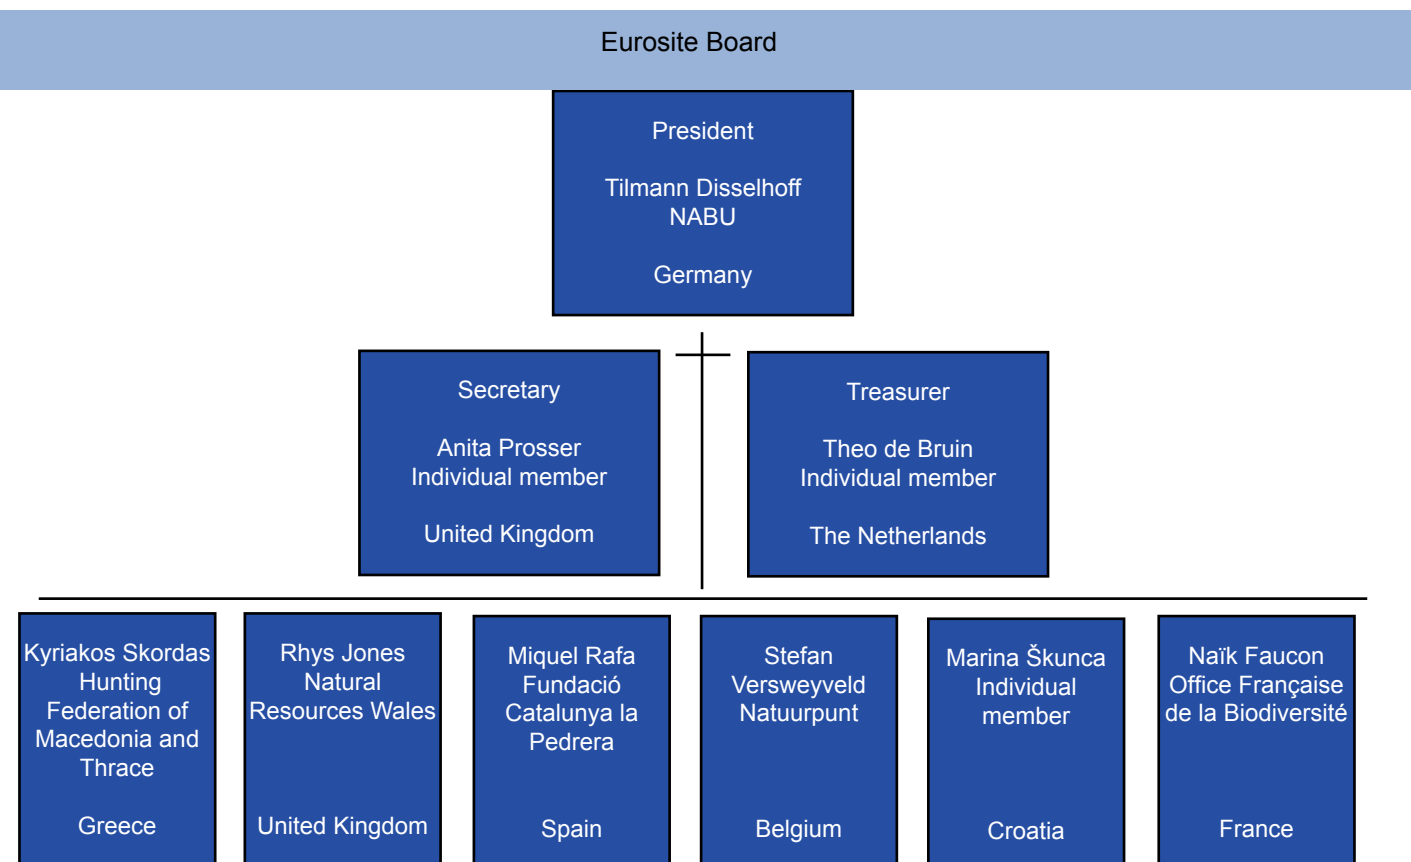 Eurosite Board
President
Tilmann Disselhoff
NABU
Germany
Secretary
Anita Prosser
Individual member
United Kingdom
Treasurer
Theo de Bruin
Individual member
The Netherlands
Kyriakos Skordas
Hunting
Federation of
Macedonia and
Thrace
Greece
Rhys Jones
Natural
Resources Wales
United Kingdom
Miquel Rafa
Fundació
Catalunya la
Pedrera
Spain
Stefan
Versweyveld
Natuurpunt
Belgium
Marina Škunca
Individual
member
Croatia
Naïk Faucon
Office Française
de la Biodiversité
France